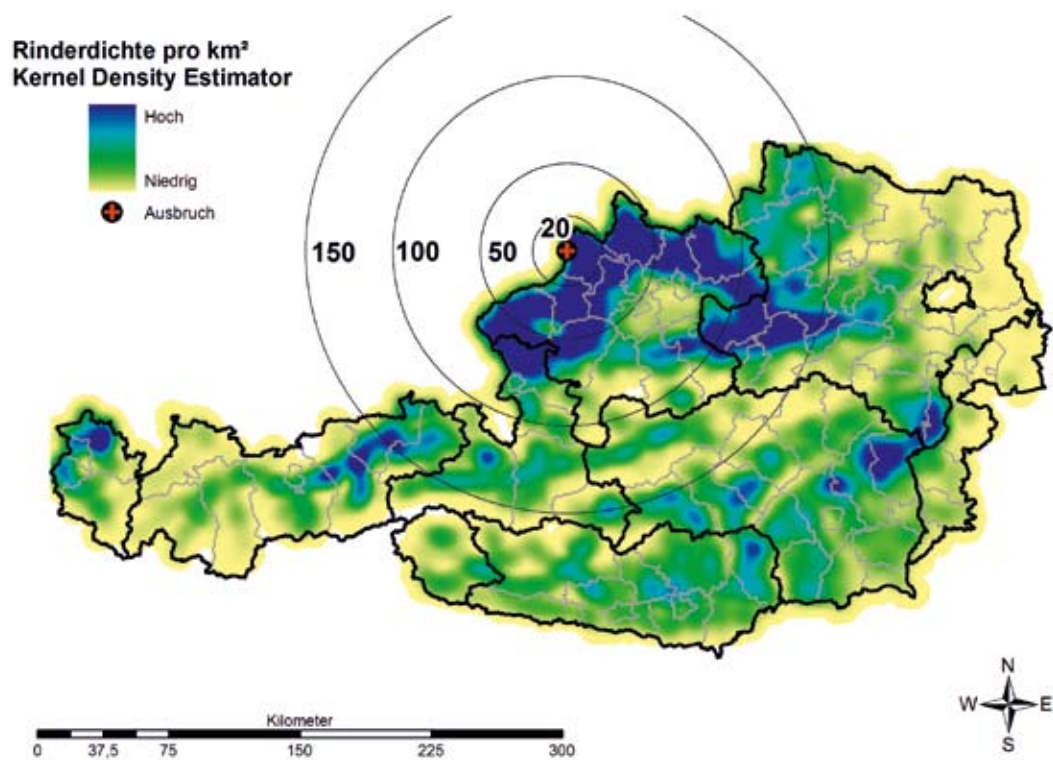 Rinderdichte pro km²
Kernel Density Estimator
Hoch
Niedrig
Ausbruch
150
100
50
20
Kilometer
0 37,5 75 150 225 300
N
W E
S